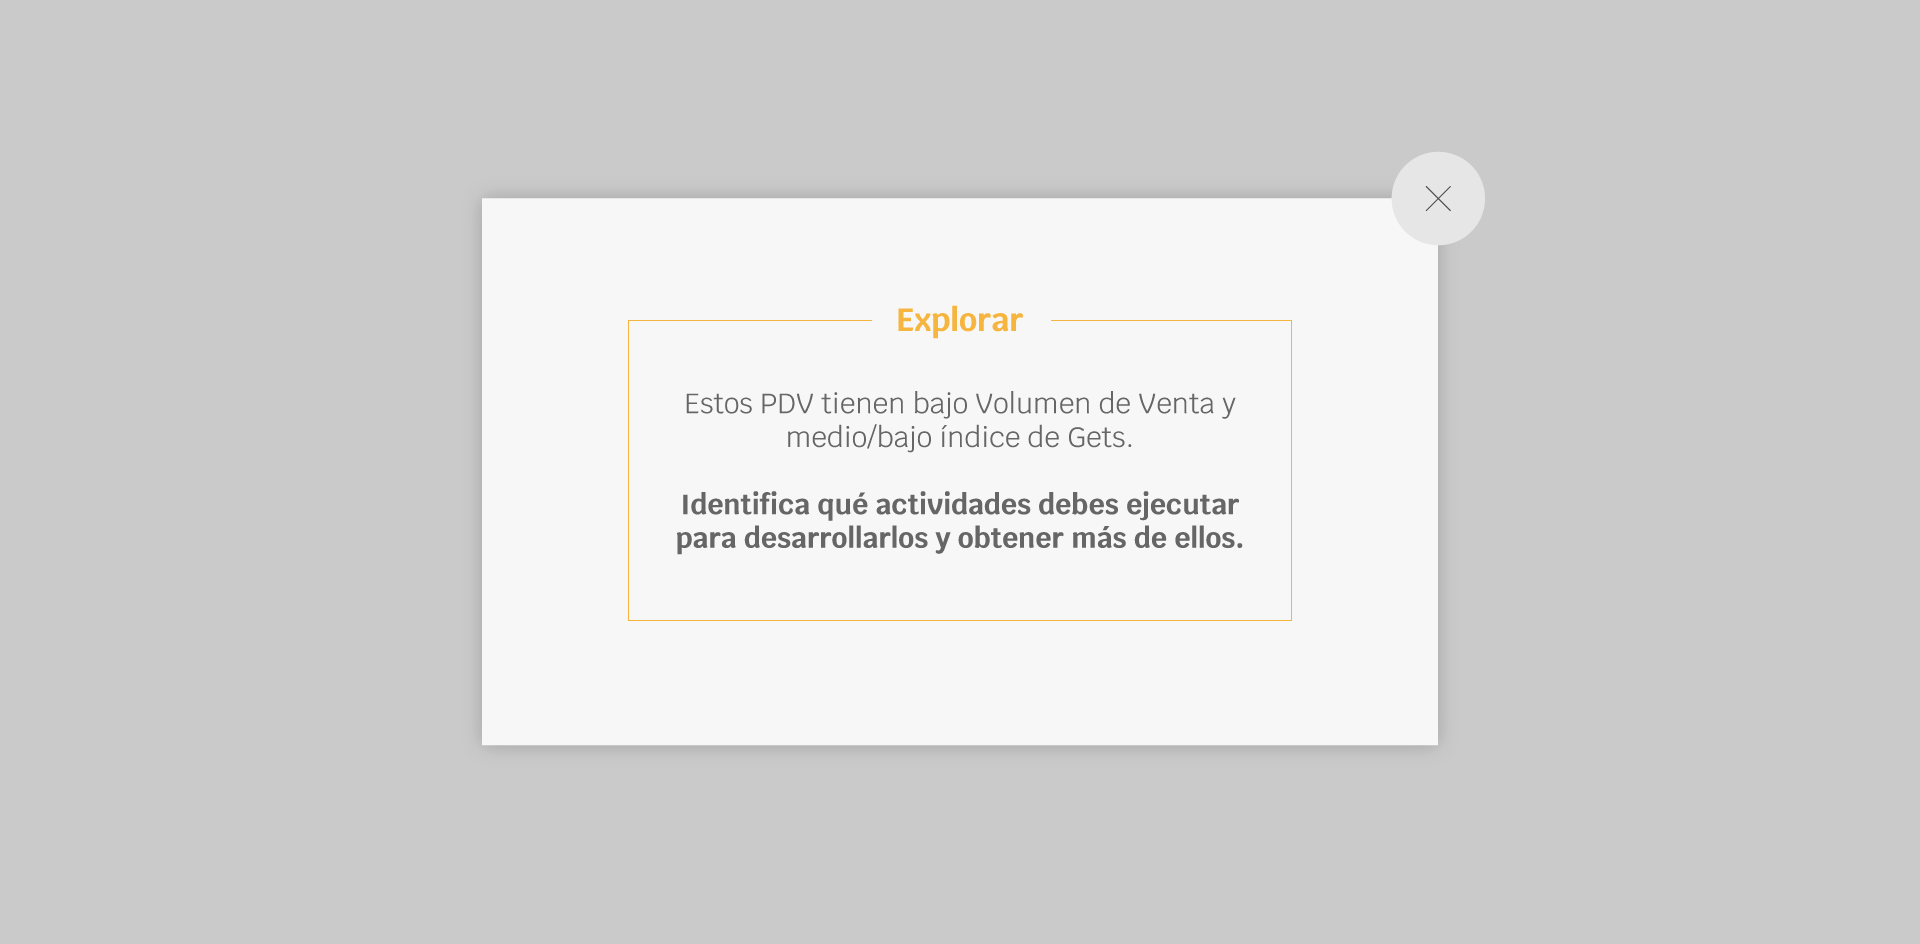 Explorar
Estos PDV tienen bajo Volumen de Venta y
medio/bajo índice de Gets.
Identifica qué actividades debes ejecutar
para desarrollarlos y obtener más de ellos.